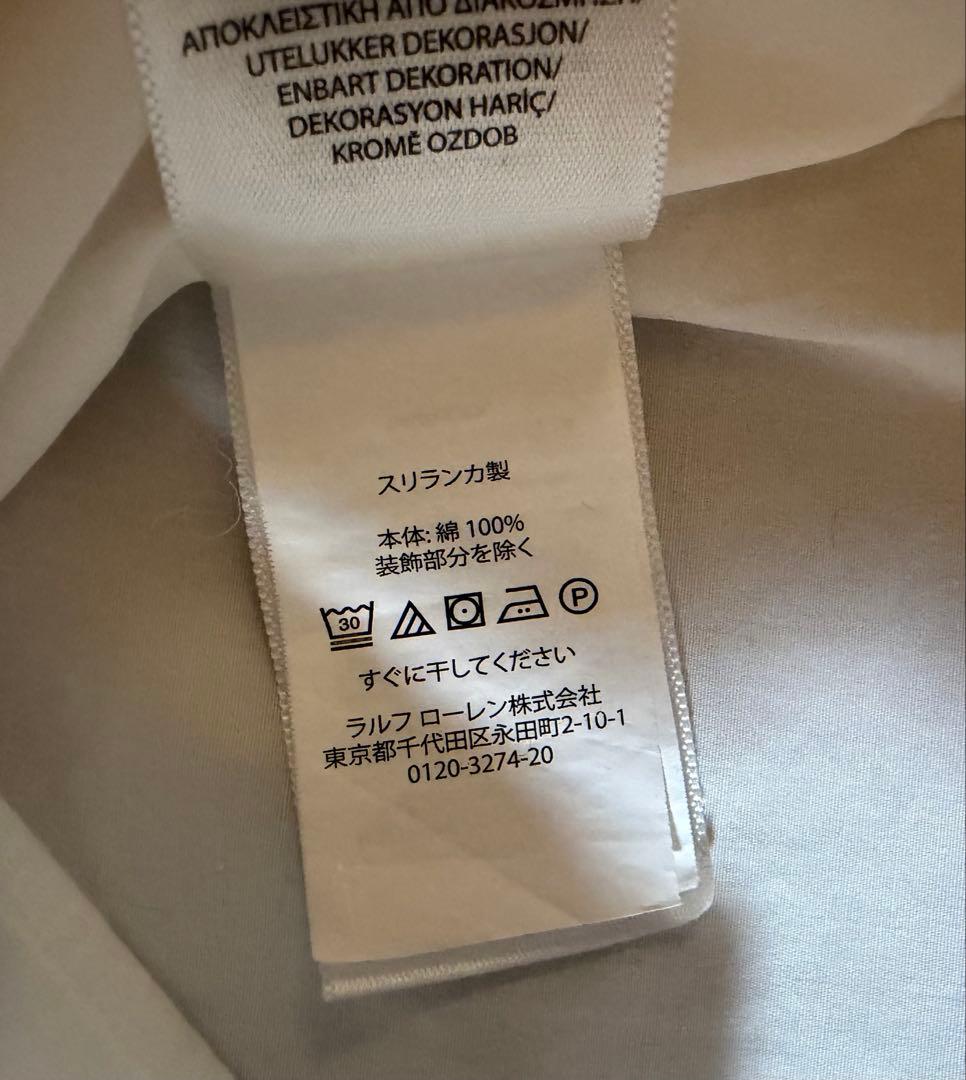 ΑΠΟΚΛΕΙΣΤΙΚΗ ΑΠΟ ΔΙΑΚΟΣΜΗΣΗ/
UTELUKKER DEKORASJON/
ENBART DEKORATION/
DEKORASYON HARİÇ/
KROMĚ OZDOB
スリランカ製
本体: 綿 100%
装飾部分を除く
30 P
すぐに干してください
ラルフ ローレン株式会社
東京都千代田区永田町2-10-1
0120-3274-20